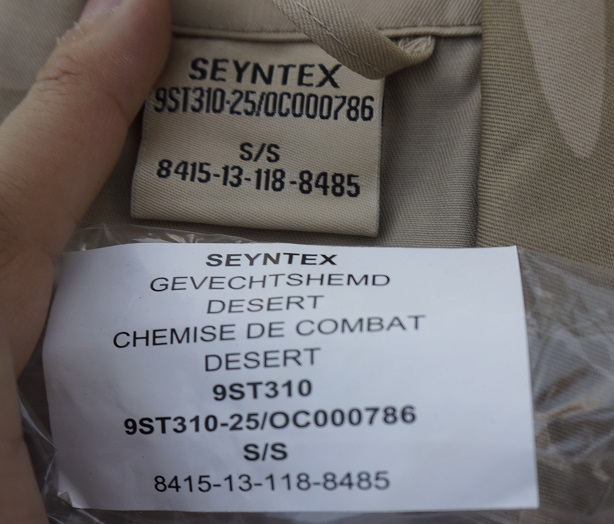 SEYNTEX
9ST310-25/OC000786
S/S
8415-13-118-8485
SEYNTEX
GEVECHTSHEMD
DESERT
CHEMISE DE COMBAT
DESERT
9ST310
9ST310-25/OC000786
S/S
8415-13-118-8485